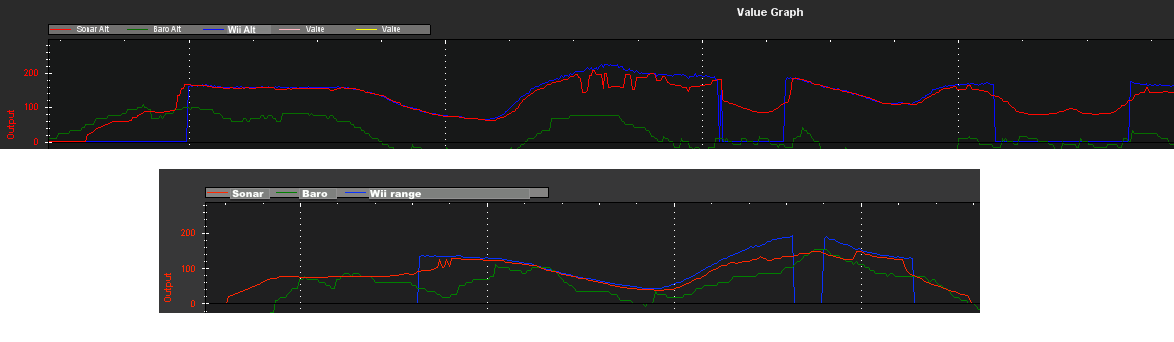 Value Graph
Sonar Alt Baro Alt Wii Alt Value Value
200
100
0
Output
Sonar Baro Wii range
200
100
0
Output